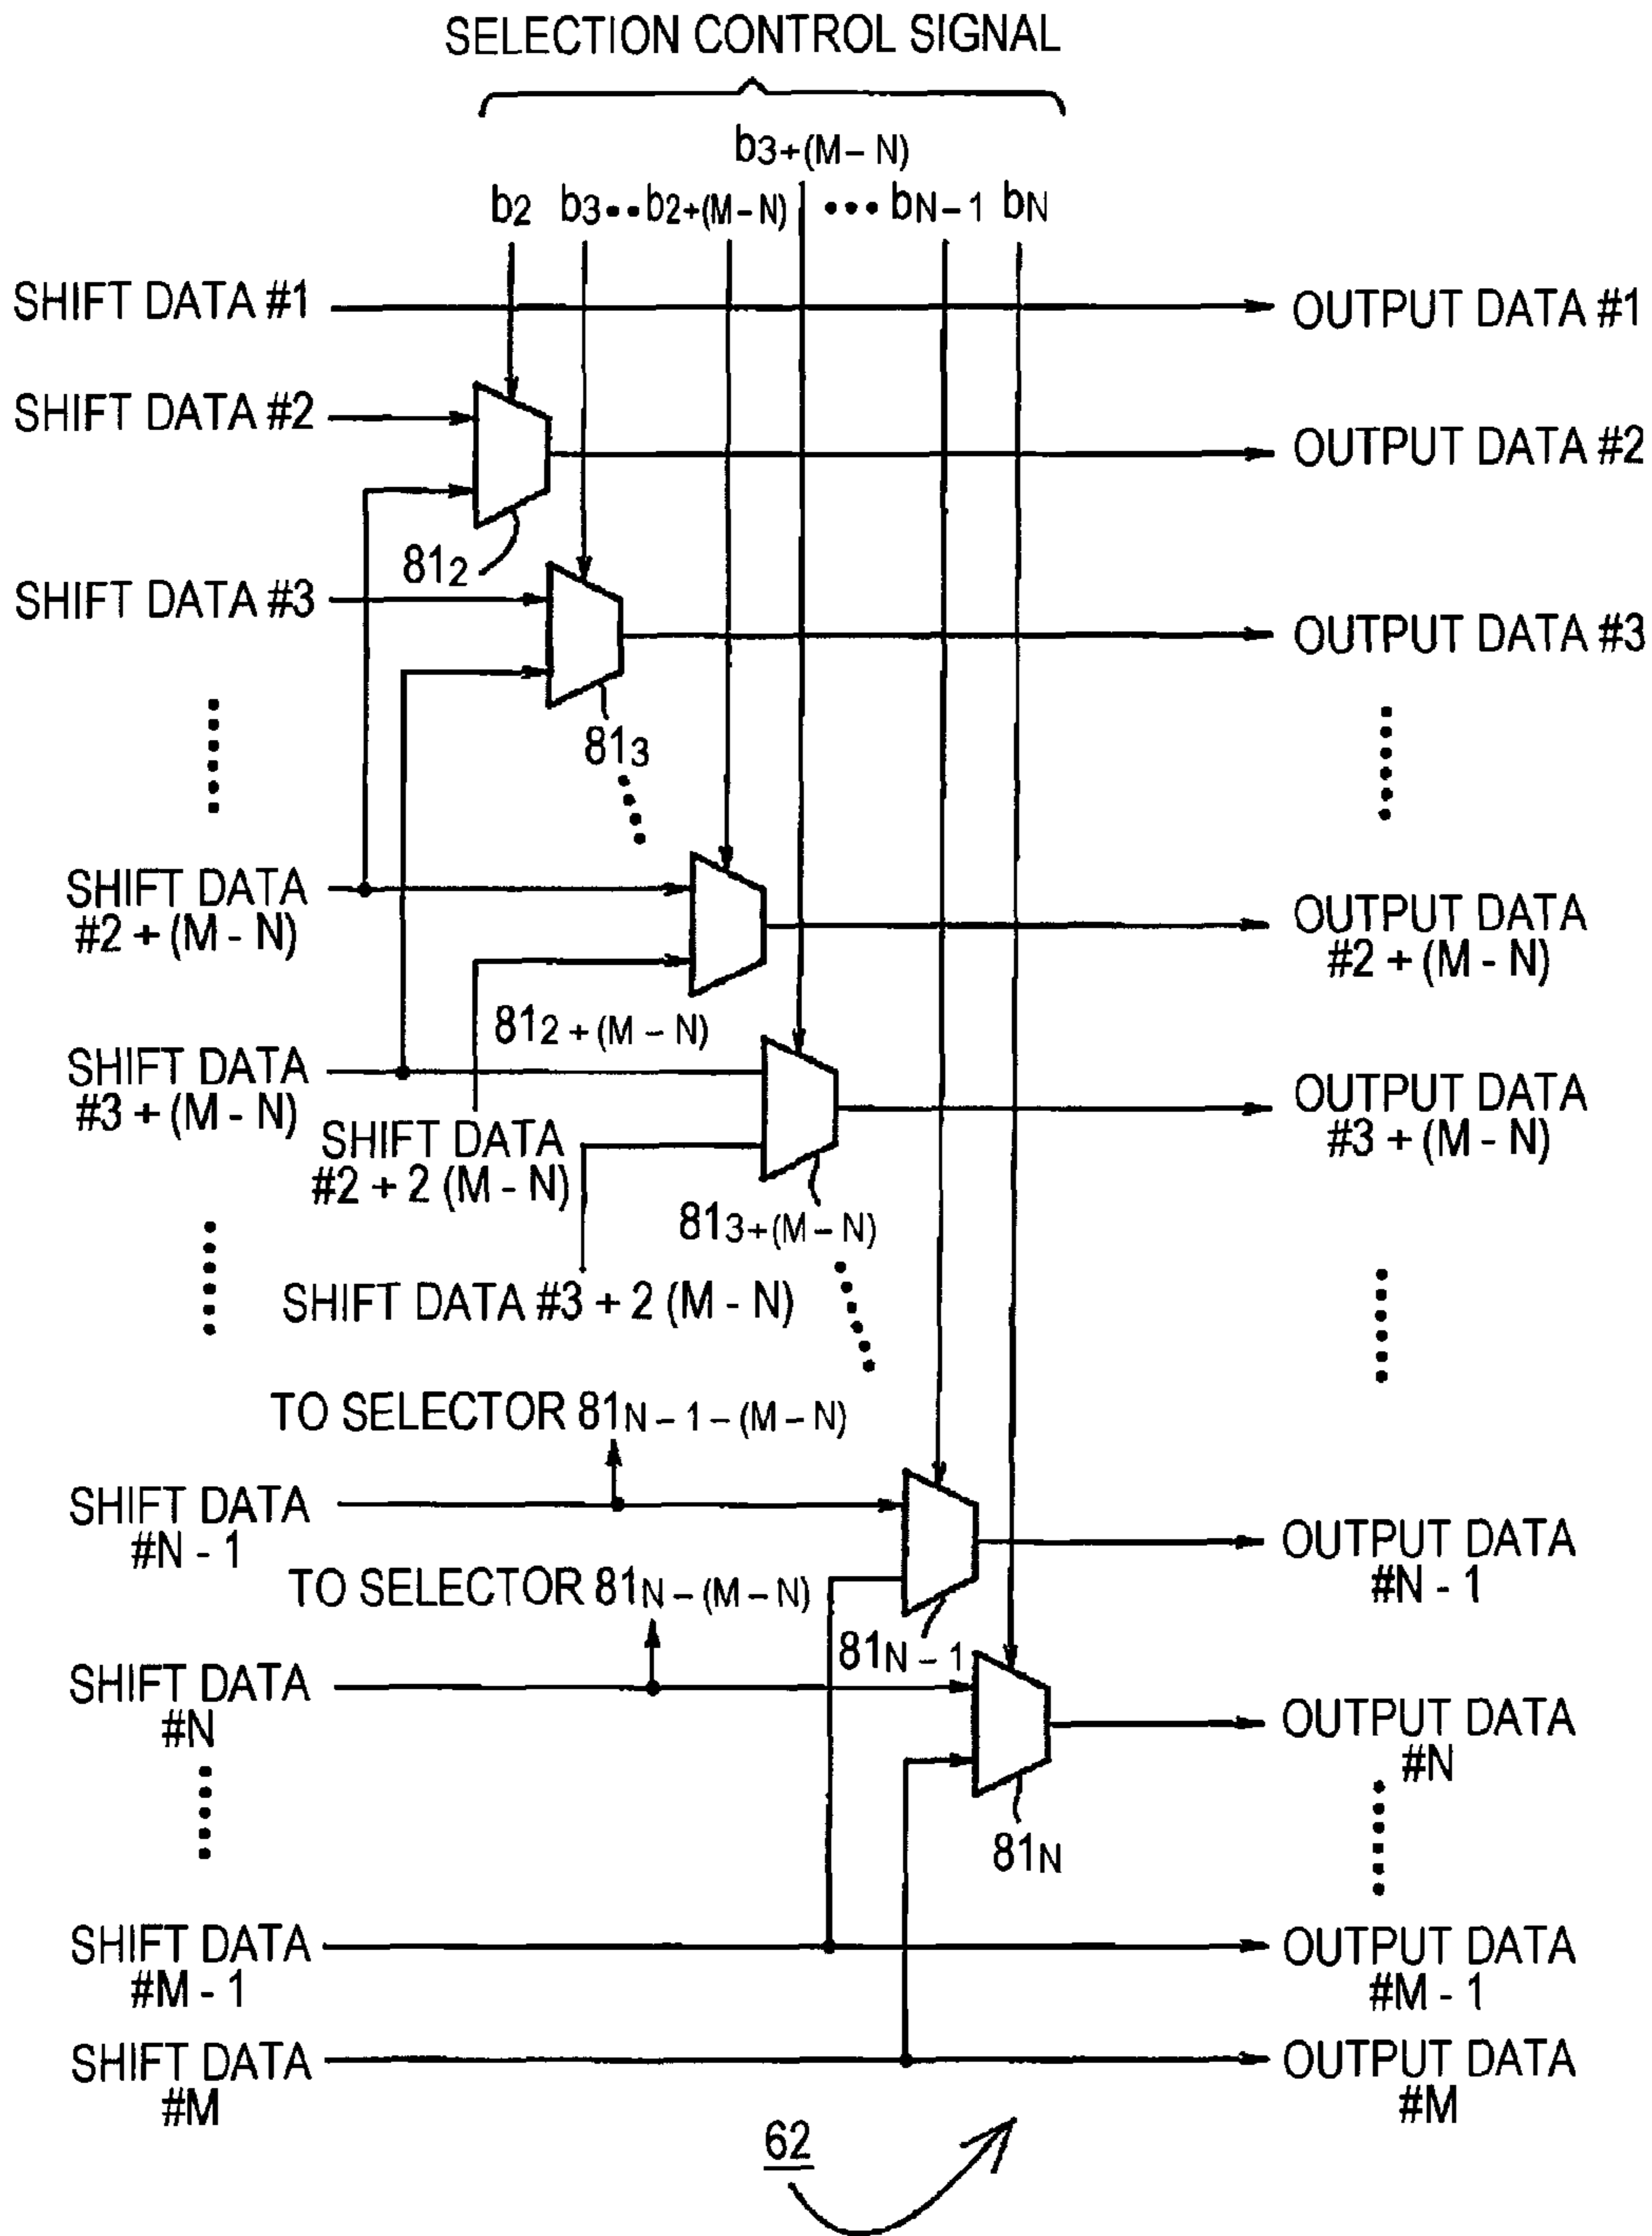 SELECTION CONTROL SIGNAL
b3+(M – N)
b2 b3 •• b2+(M – N) ••• bN – 1 bN
SHIFT DATA #1
OUTPUT DATA #1
SHIFT DATA #2
OUTPUT DATA #2
812
SHIFT DATA #3
OUTPUT DATA #3
813
SHIFT DATA
#2 + (M - N)
OUTPUT DATA
#2 + (M - N)
812 + (M – N)
SHIFT DATA
#3 + (M - N)
OUTPUT DATA
#3 + (M - N)
SHIFT DATA
#2 + 2 (M - N)
813+(M – N)
SHIFT DATA #3 + 2 (M - N)
TO SELECTOR 81N – 1 – (M – N)
SHIFT DATA
#N - 1
OUTPUT DATA
#N - 1
TO SELECTOR 81N – (M – N)
81N – 1
SHIFT DATA
#N
OUTPUT DATA
#N
81N
SHIFT DATA
#M - 1
OUTPUT DATA
#M - 1
SHIFT DATA
#M
OUTPUT DATA
#M
62